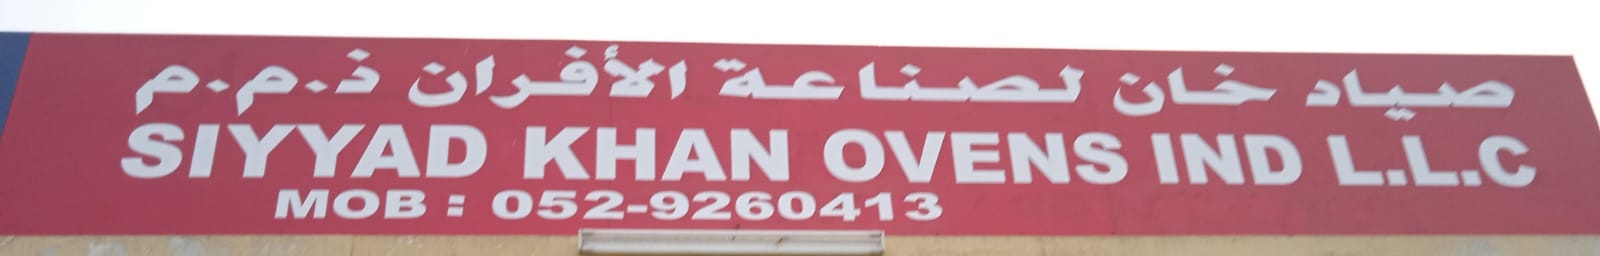 صياد خان لصناعة الأفران ذ.م.م
SIYYAD KHAN OVENS IND L.L.C
MOB : 052-9260413